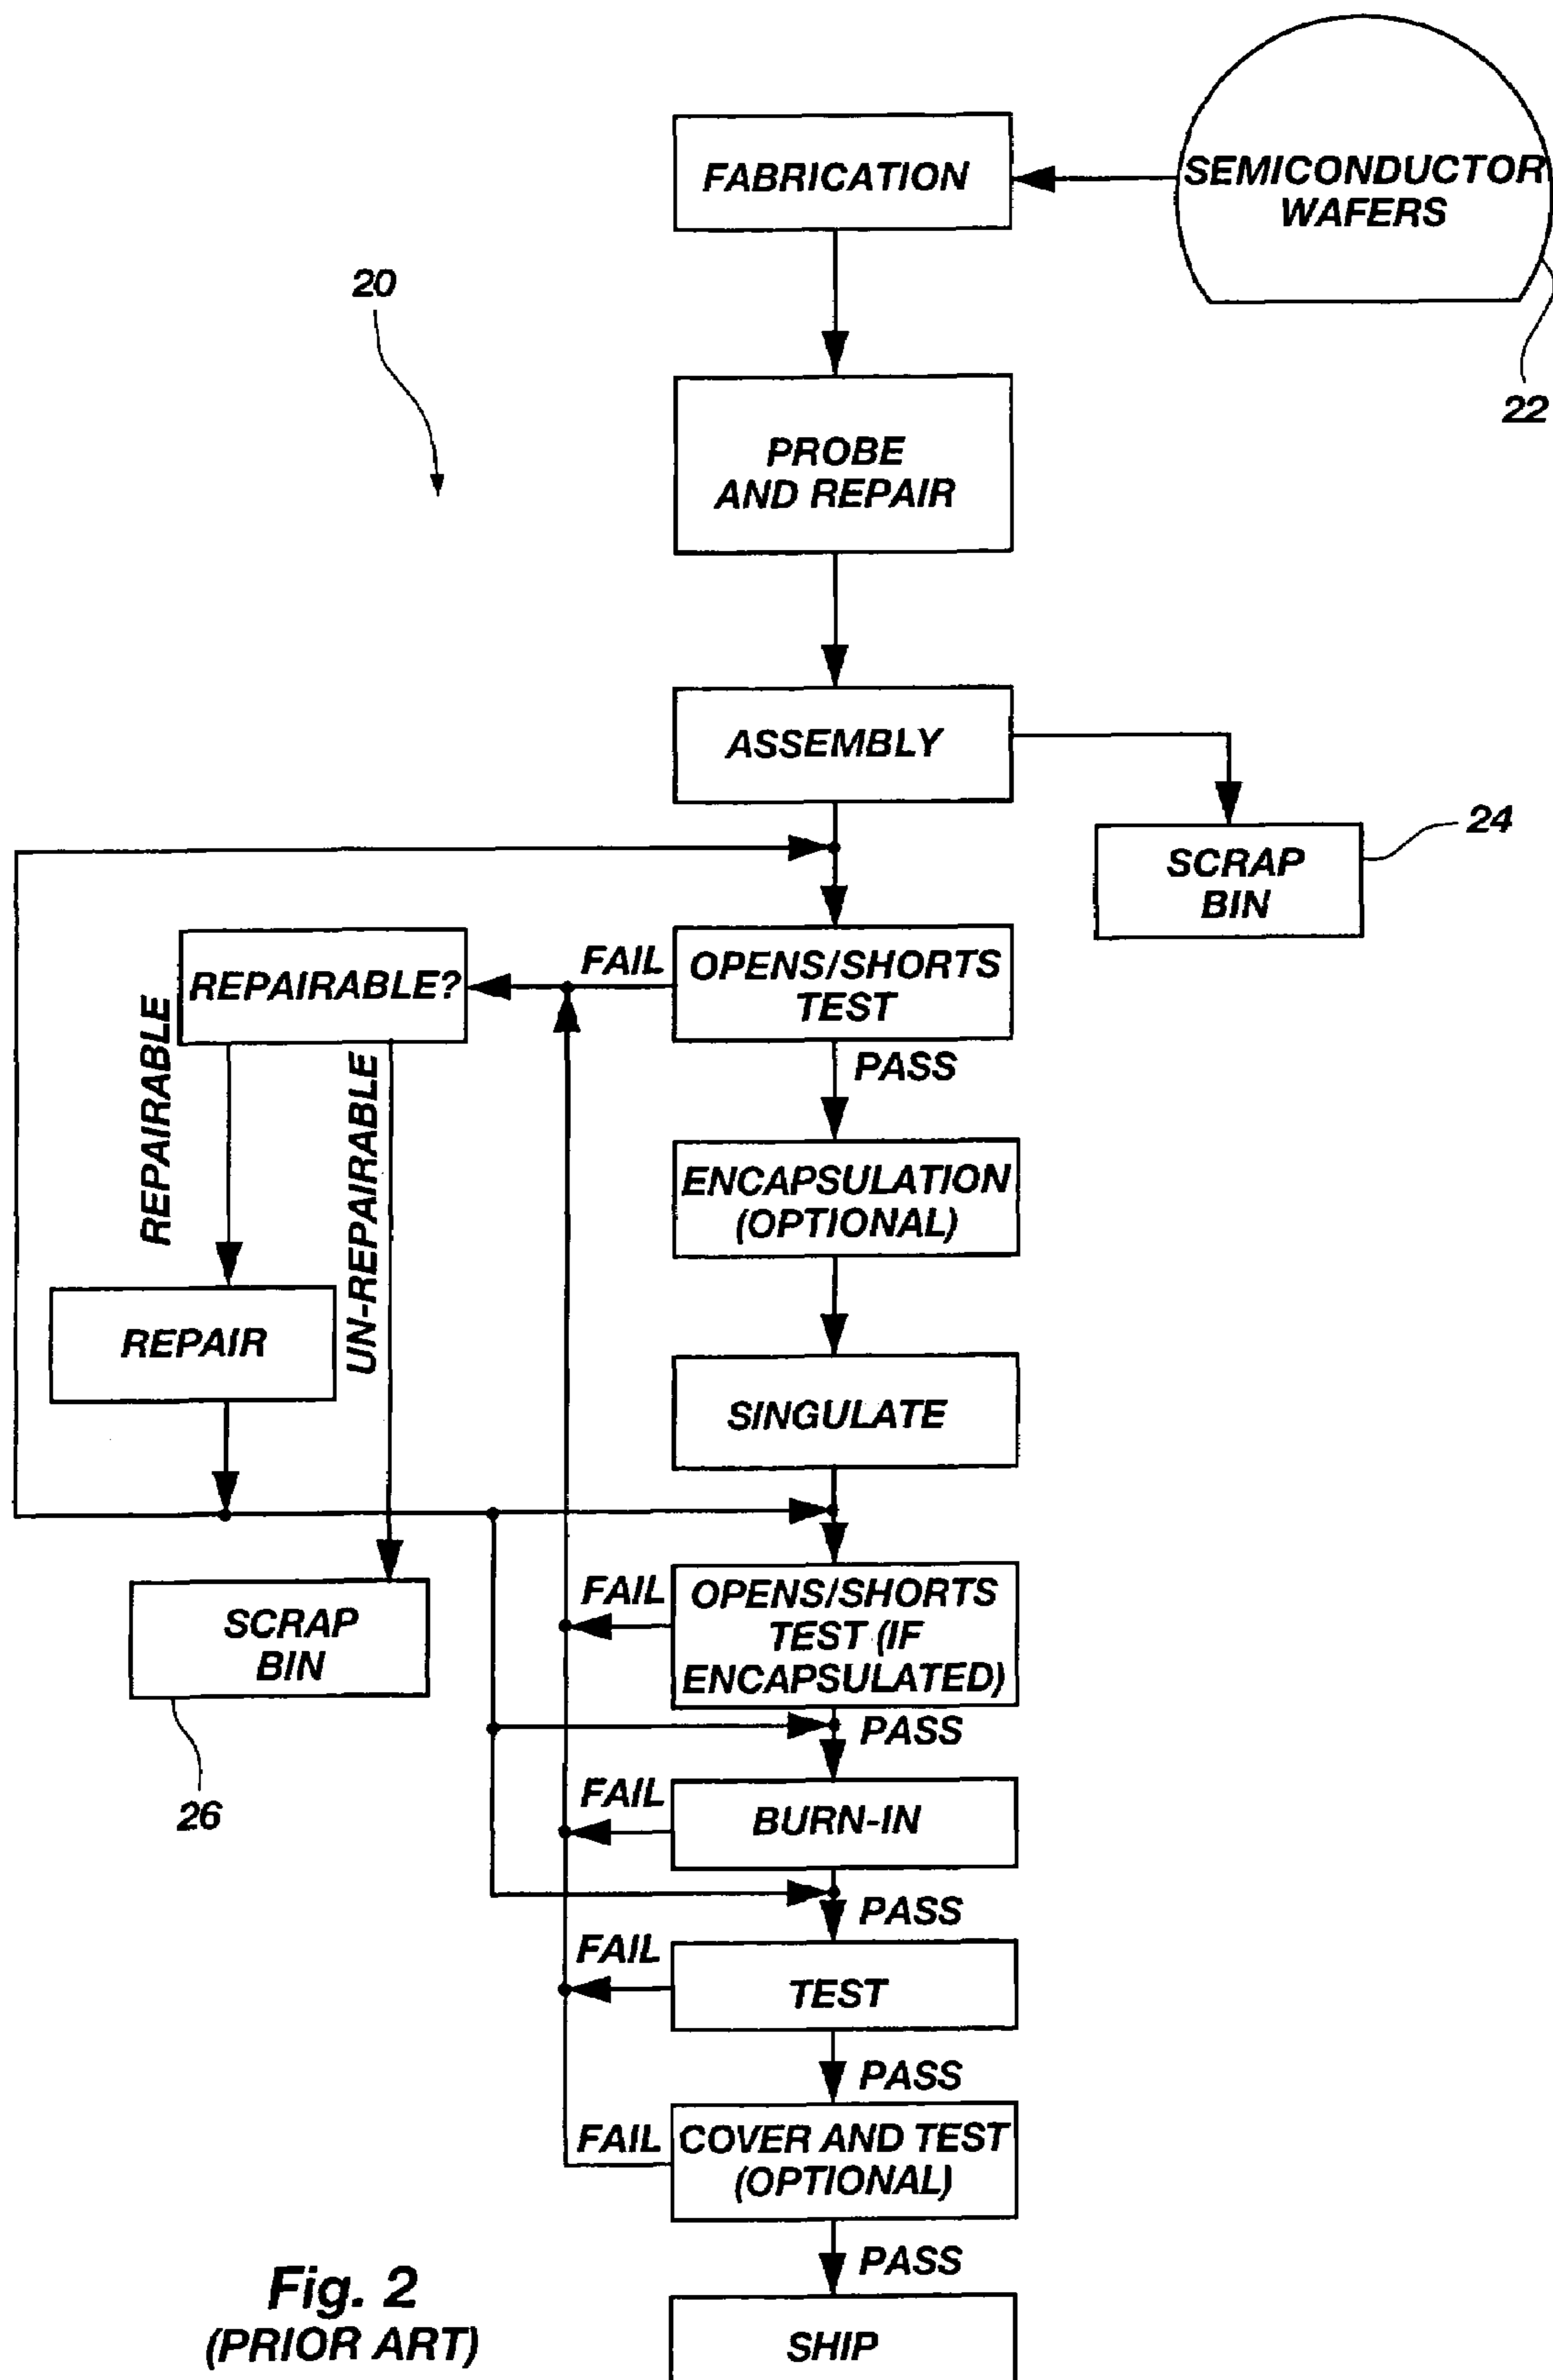 SEMICONDUCTOR
WAFERS
22
FABRICATION
20
PROBE
AND REPAIR
ASSEMBLY
24
SCRAP
BIN
OPENS/SHORTS
TEST
FAIL
REPAIRABLE?
PASS
REPAIRABLE
UN-REPAIRABLE
ENCAPSULATION
(OPTIONAL)
REPAIR
SINGULATE
SCRAP
BIN
26
FAIL
OPENS/SHORTS
TEST (IF
ENCAPSULATED)
PASS
FAIL
BURN-IN
PASS
FAIL
TEST
PASS
FAIL
COVER AND TEST
(OPTIONAL)
PASS
SHIP
Fig. 2
(PRIOR ART)